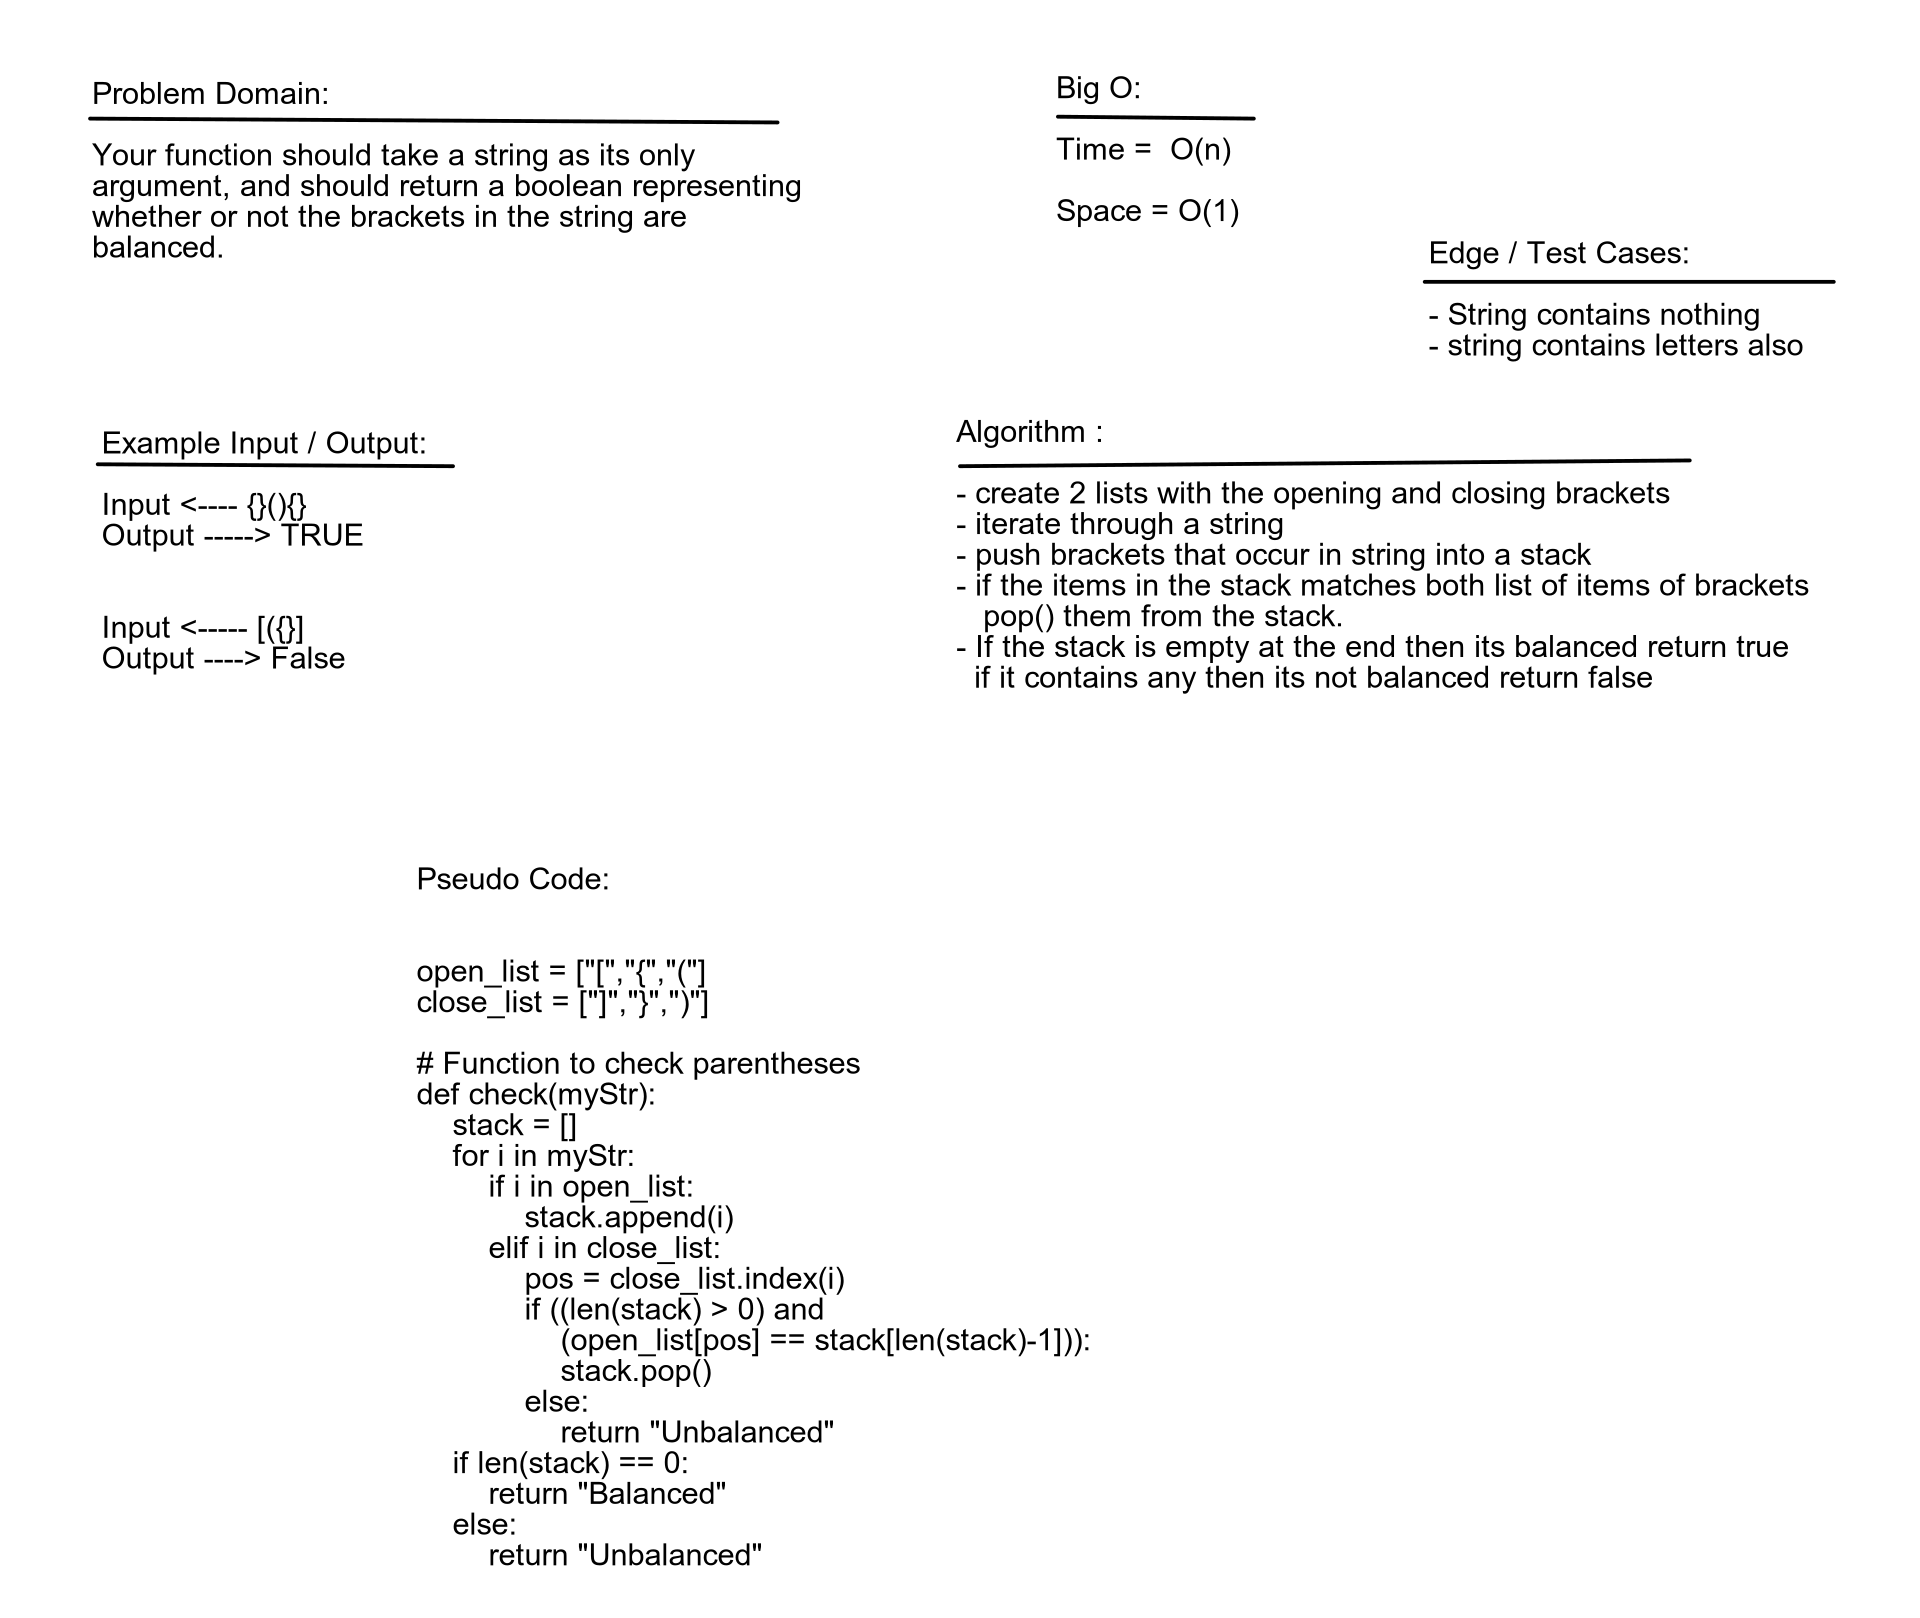 Problem Domain:
Your function should take a string as its only
argument, and should return a boolean representing
whether or not the brackets in the string are
balanced.
Big O:
Time =  O(n)
Space = O(1)
Edge / Test Cases:
- String contains nothing
- string contains letters also
Example Input / Output:
Input <---- {}(){}
Output -----> TRUE
Input <----- [({}]
Output ----> False
Algorithm :
- create 2 lists with the opening and closing brackets
- iterate through a string
- push brackets that occur in string into a stack
- if the items in the stack matches both list of items of brackets
pop() them from the stack.
- If the stack is empty at the end then its balanced return true
if it contains any then its not balanced return false
Pseudo Code:
open_list = ["[","{","("]
close_list = ["]","}",")"]
# Function to check parentheses
def check(myStr):
    stack = []
    for i in myStr:
        if i in open_list:
            stack.append(i)
        elif i in close_list:
            pos = close_list.index(i)
            if ((len(stack) > 0) and
                (open_list[pos] == stack[len(stack)-1])):
                stack.pop()
            else:
                return "Unbalanced"
    if len(stack) == 0:
        return "Balanced"
    else:
        return "Unbalanced"